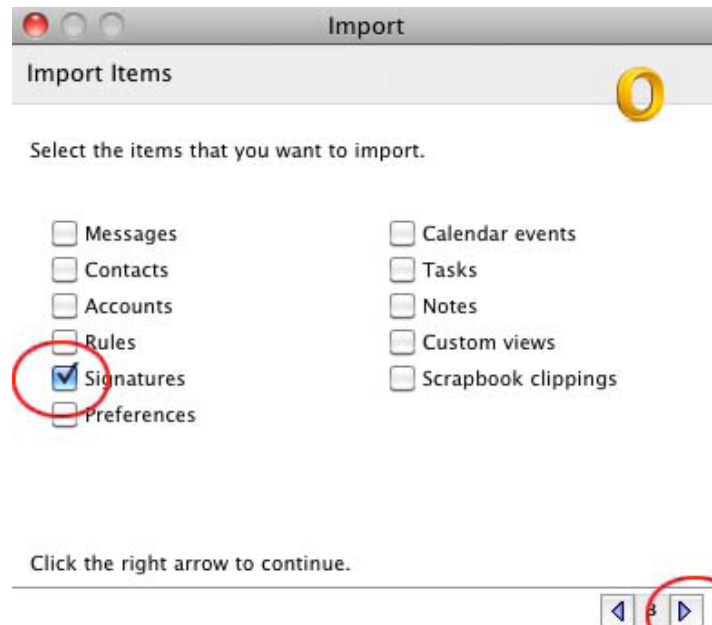 Import
Import Items
Select the items that you want to import.
Messages
Contacts
Accounts
Rules
Signatures
Preferences
Calendar events
Tasks
Notes
Custom views
Scrapbook clippings
Click the right arrow to continue.
3